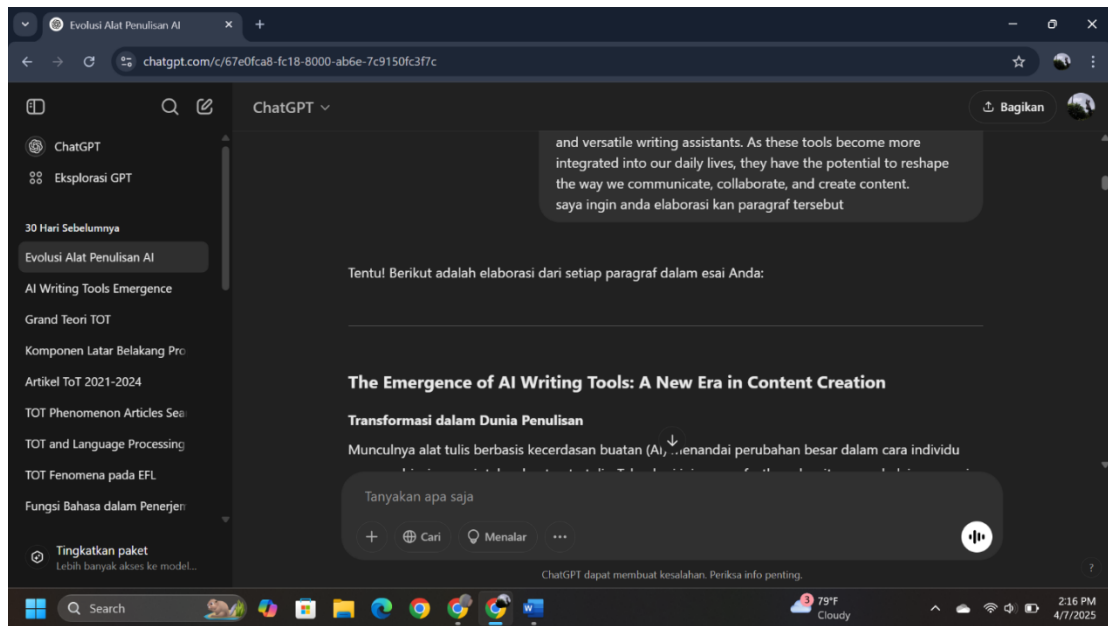 Evolusi Alat Penulisan AI
chatgpt.com/c/67e0fca8-fc18-8000-ab6e-7c9150fc3f7c
ChatGPT
Bagikan
ChatGPT
Eksplorasi GPT
30 Hari Sebelumnya
Evolusi Alat Penulisan AI
AI Writing Tools Emergence
Grand Teori TOT
Komponen Latar Belakang Pro
Artikel ToT 2021-2024
TOT Phenomenon Articles Sea
TOT and Language Processing
TOT Fenomena pada EFL
Fungsi Bahasa dalam Penerjem
Tingkatkan paket
Lebih banyak akses ke model...
and versatile writing assistants. As these tools become more
integrated into our daily lives, they have the potential to reshape
the way we communicate, collaborate, and create content.
saya ingin anda elaborasi kan paragraf tersebut
Tentu! Berikut adalah elaborasi dari setiap paragraf dalam esai Anda:
The Emergence of AI Writing Tools: A New Era in Content Creation
Transformasi dalam Dunia Penulisan
Munculnya alat tulis berbasis kecerdasan buatan (AI) menandai perubahan besar dalam cara individu
Tanyakan apa saja
Cari
Menalar
ChatGPT dapat membuat kesalahan. Periksa info penting.
?
Search
3
79°F
Cloudy
2:16 PM
4/7/2025